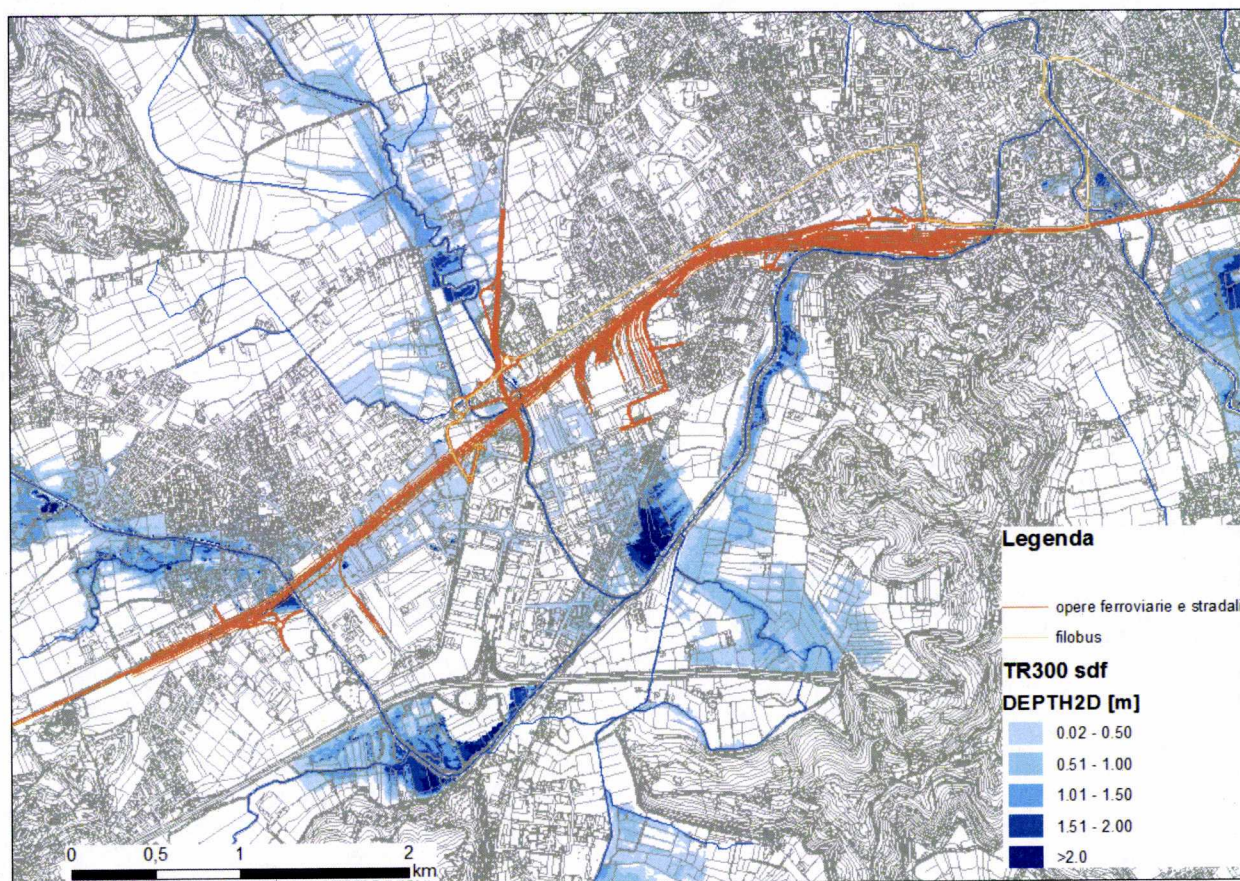 Legenda
opere ferroviarie e stradali
filobus
TR300 sdf
DEPTH2D [m]
0.02 - 0.50
0.51 - 1.00
1.01 - 1.50
1.51 - 2.00
>2.0
0 0,5 1 2
km